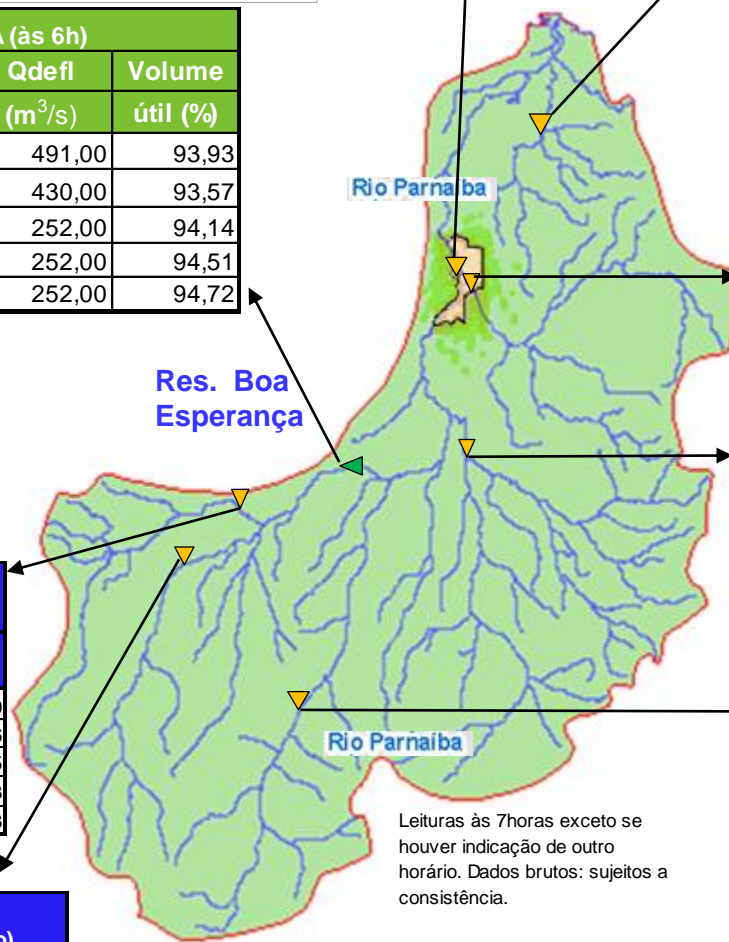 A (às 6h)
Qdefl Volume
(m³/s) útil (%)
491,00 93,93
430,00 93,57
252,00 94,14
252,00 94,51
252,00 94,72
Rio Parnaíba
Res. Boa
Esperança
Rio Parnaíba
Leituras às 7horas exceto se
houver indicação de outro
horário. Dados brutos: sujeitos a
consistência.